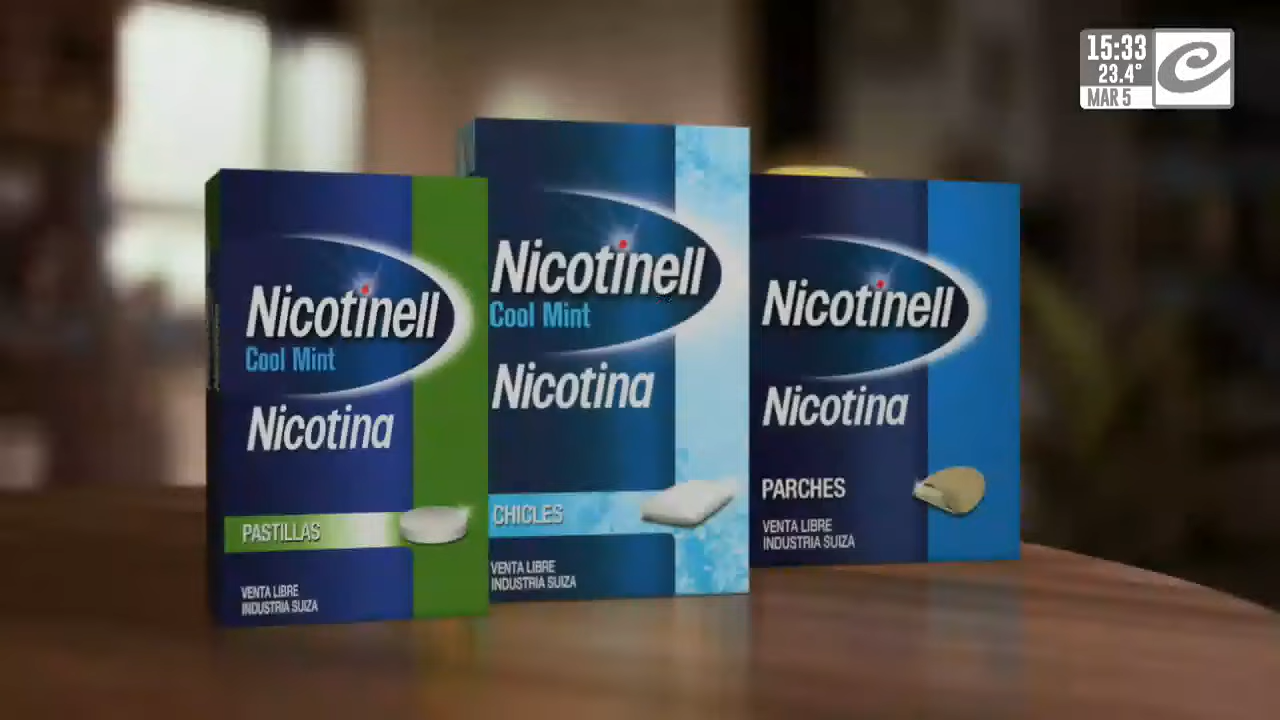 15:33
23.4°
MAR 5
Nicotinell
Cool Mint
Nicotina
PASTILLAS
VENTA LIBRE
INDUSTRIA SUIZA
Nicotinell
Cool Mint
Nicotina
CHICLES
VENTA LIBRE
INDUSTRIA SUIZA
Nicotinell
Nicotina
PARCHES
VENTA LIBRE
INDUSTRIA SUIZA